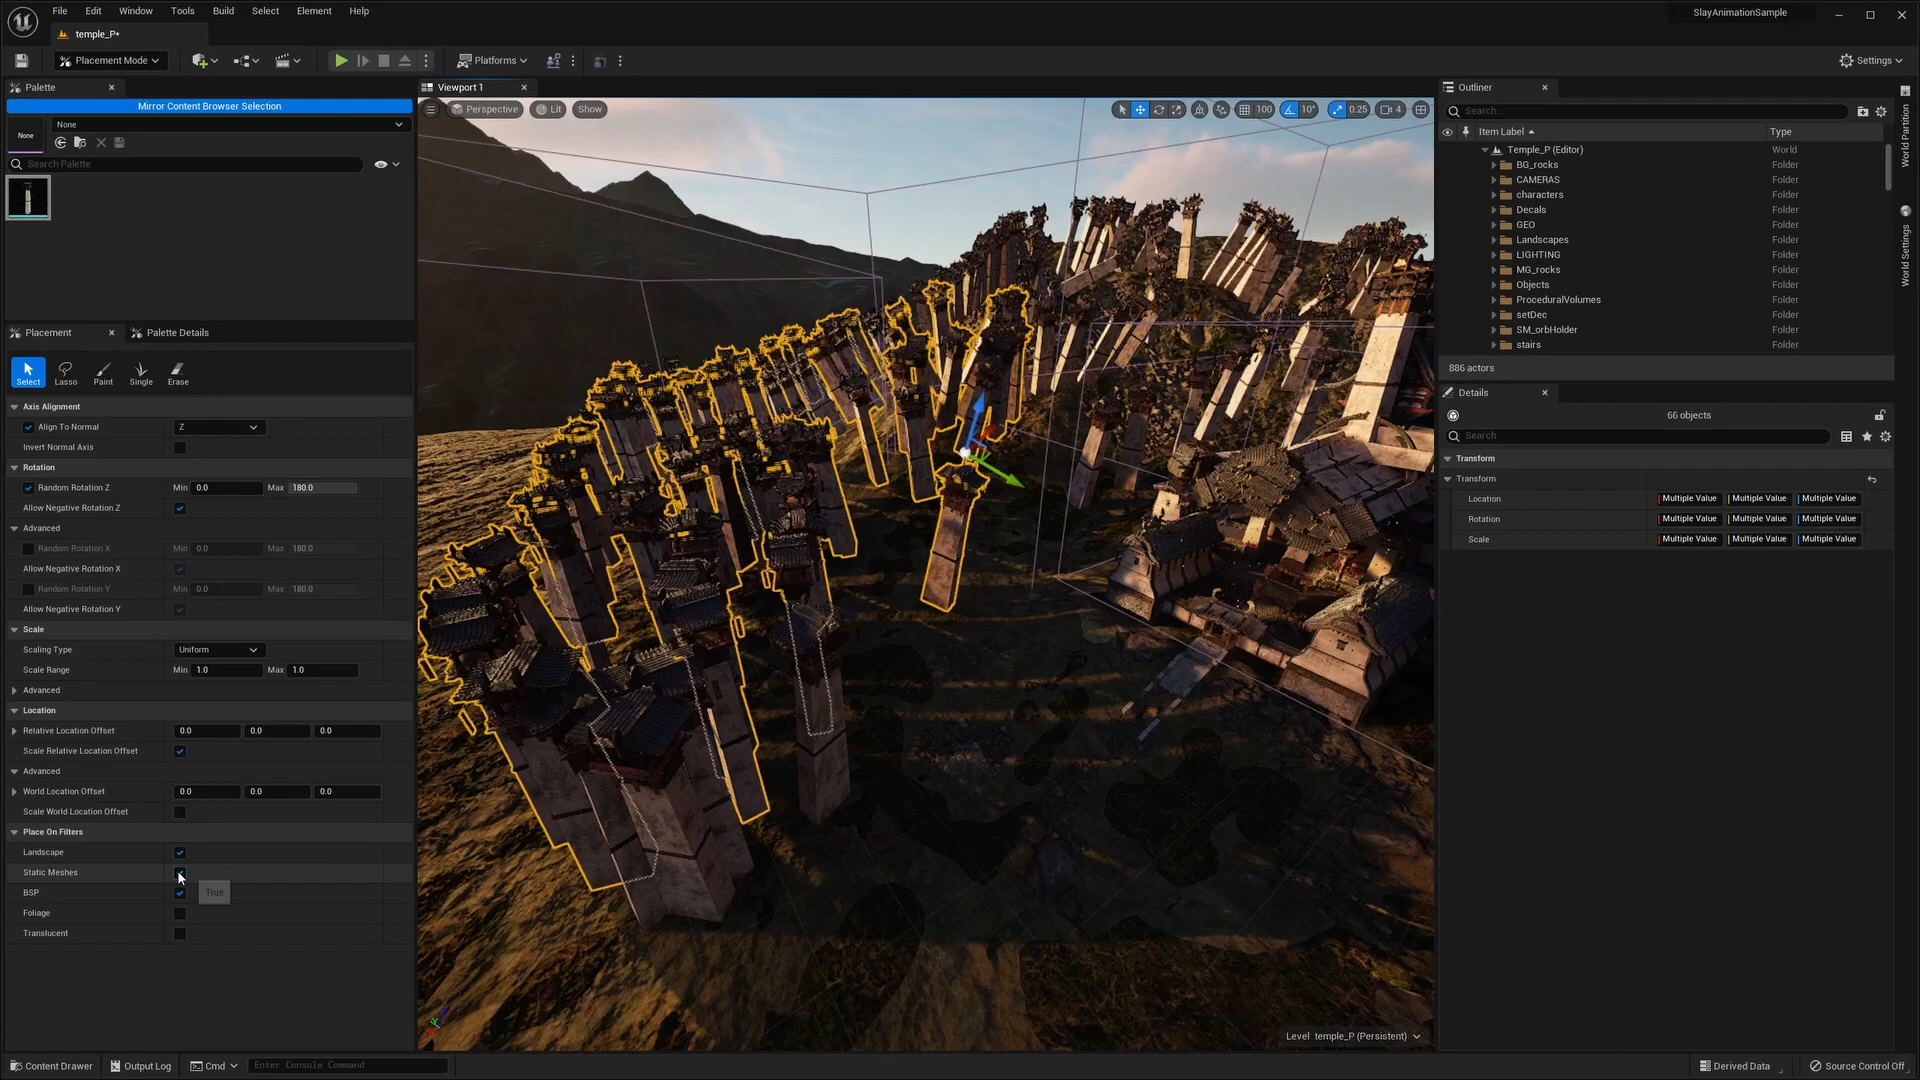 File Edit Window Tools Build Select Element Help
SlayAnimationSample
temple_P*
Placement Mode
Platforms
Settings
Palette
Mirror Content Browser Selection
None
None
Search Palette
Placement
Palette Details
Select Lasso Paint Single Erase
Axis Alignment
Align To Normal Z
Invert Normal Axis
Rotation
Random Rotation Z Min 0.0 Max 180.0
Allow Negative Rotation Z
Advanced
Random Rotation X Min 0.0 Max 180.0
Allow Negative Rotation X
Random Rotation Y Min 0.0 Max 180.0
Allow Negative Rotation Y
Scale
Scaling Type Uniform
Scale Range Min 1.0 Max 1.0
Advanced
Location
Relative Location Offset 0.0 0.0 0.0
Scale Relative Location Offset
Advanced
World Location Offset 0.0 0.0 0.0
Scale World Location Offset
Place On Filters
Landscape
Static Meshes
BSP
True
Foliage
Translucent
Viewport 1
Perspective Lit Show
100 10° 0.25 4
Level temple_P (Persistent)
Outliner
Search...
Item Label Type
Temple_P (Editor) World
BG_rocks Folder
CAMERAS Folder
characters Folder
Decals Folder
GEO Folder
Landscapes Folder
LIGHTING Folder
MG_rocks Folder
Objects Folder
ProceduralVolumes Folder
setDec Folder
SM_orbHolder Folder
stairs Folder
886 actors
World Partition
World Settings
Details
66 objects
Search
Transform
Transform
Location Multiple Value Multiple Value Multiple Value
Rotation Multiple Value Multiple Value Multiple Value
Scale Multiple Value Multiple Value Multiple Value
Content Drawer
Output Log
Cmd
Enter Console Command
Derived Data
Source Control Off